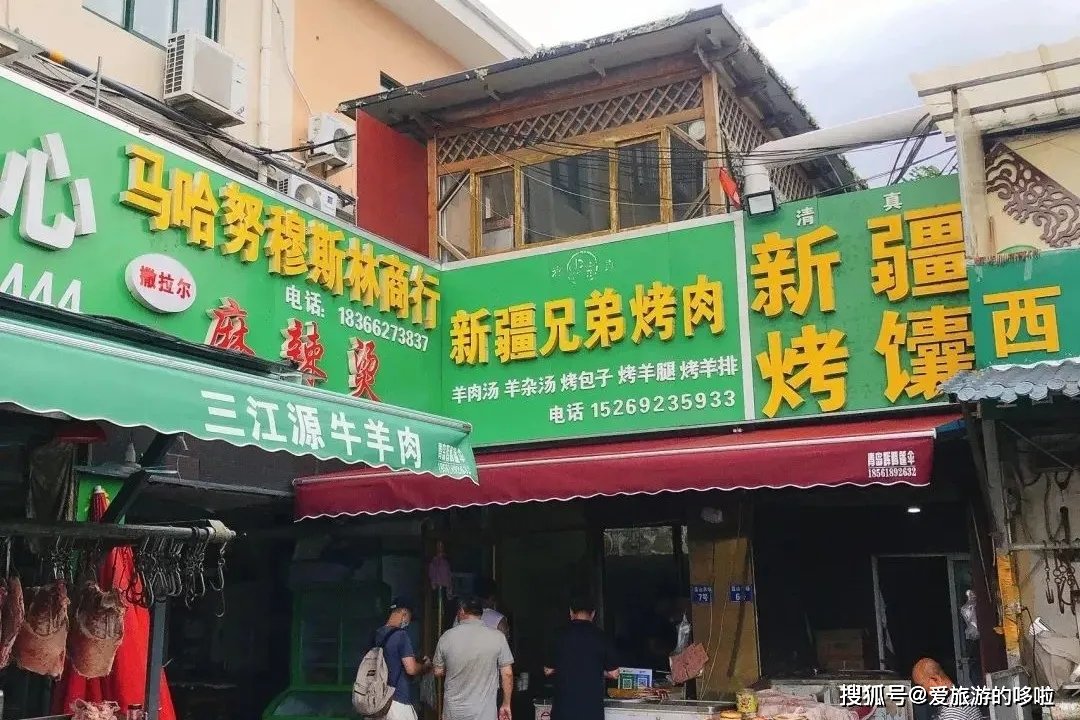 心
444
马哈努穆斯林商行
撒拉尔
电话: 18366273837
麻辣烫
三江源牛羊肉
新疆兄弟烤肉
羊肉汤 羊杂汤 烤包子 烤羊腿 烤羊排
电话 15269235933
清真
新疆
烤馕
西
18561892632
7号
6
搜狐号@爱旅游的哆啦